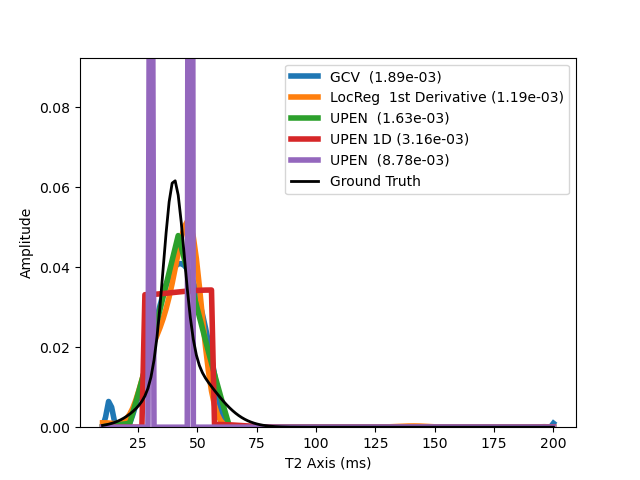 GCV  (1.89e-03)
LocReg  1st Derivative (1.19e-03)
UPEN  (1.63e-03)
UPEN 1D (3.16e-03)
UPEN  (8.78e-03)
Ground Truth
0.08
0.06
0.04
0.02
0.00
Amplitude
25 50 75 100 125 150 175 200
T2 Axis (ms)